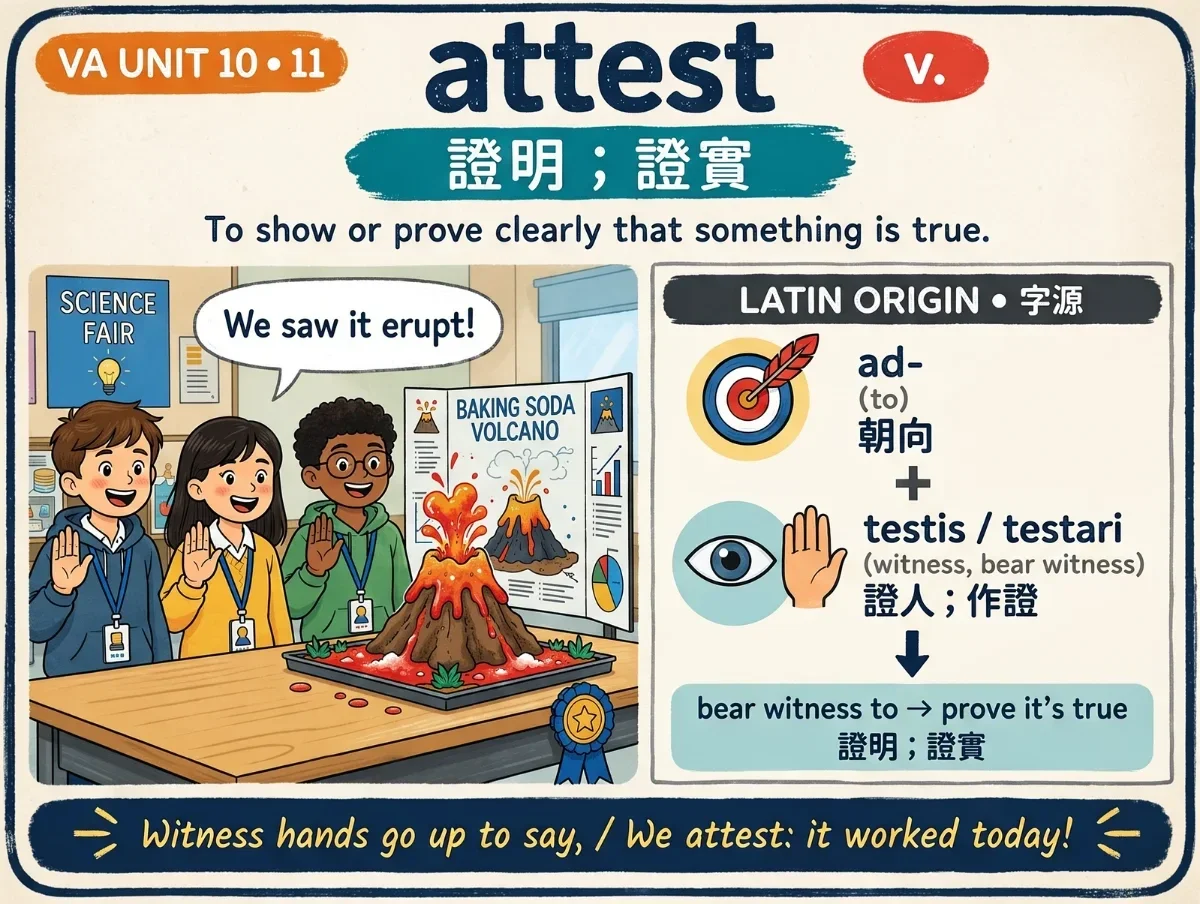 VA UNIT 10 • 11
attest
v.
證明；證實
To show or prove clearly that something is true.
SCIENCE
FAIR
We saw it erupt!
BAKING SODA
VOLCANO
LATIN ORIGIN • 字源
ad-
(to)
朝向
+
testis / testari
(witness, bear witness)
證人；作證
bear witness to → prove it's true
證明；證實
Witness hands go up to say, / We attest: it worked today!